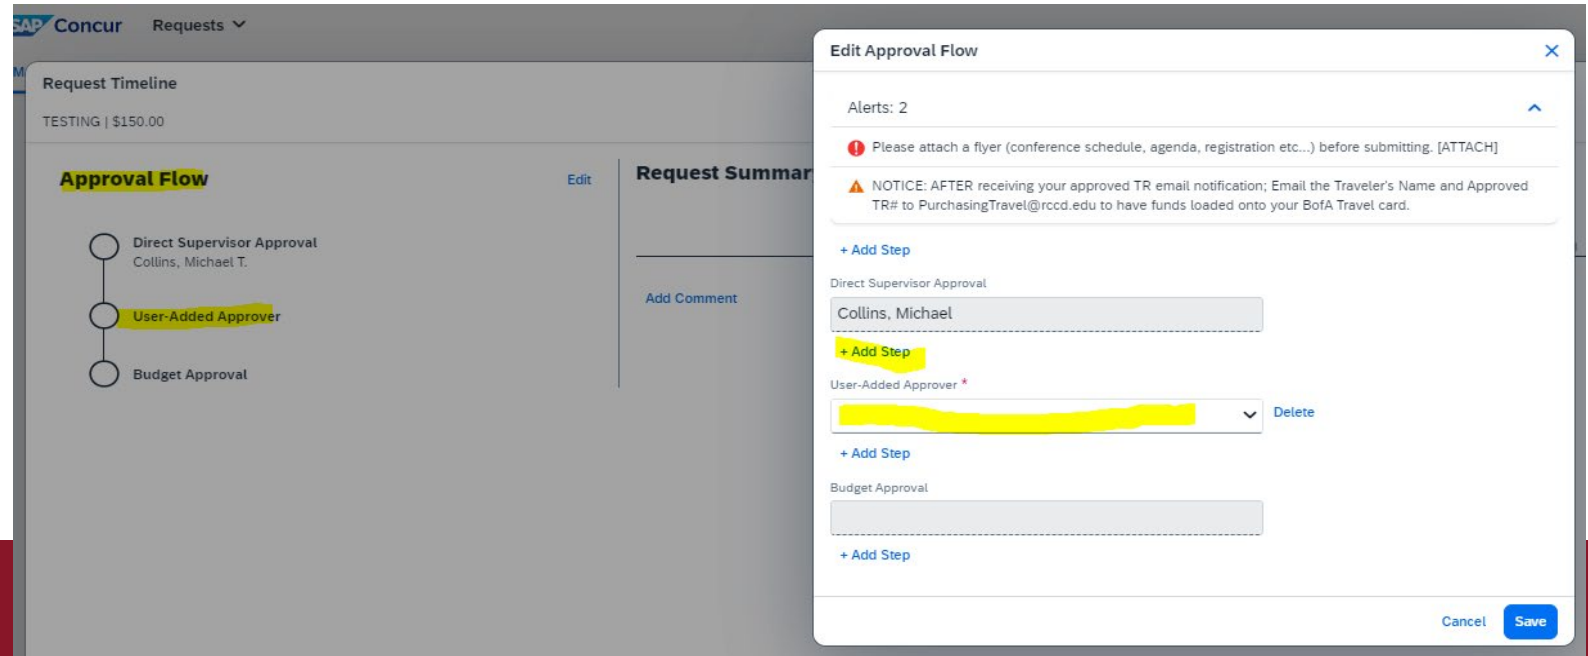 SAP Concur Requests
Request Timeline
TESTING | $150.00
Approval Flow
Edit
Direct Supervisor Approval
Collins, Michael T.
User-Added Approver
Budget Approval
Request Summar
Add Comment
Edit Approval Flow
Alerts: 2
Please attach a flyer (conference schedule, agenda, registration etc...) before submitting. [ATTACH]
NOTICE: AFTER receiving your approved TR email notification; Email the Traveler's Name and Approved
TR# to PurchasingTravel@rccd.edu to have funds loaded onto your BofA Travel card.
+ Add Step
Direct Supervisor Approval
Collins, Michael
+ Add Step
User-Added Approver *
Delete
+ Add Step
Budget Approval
+ Add Step
Cancel Save